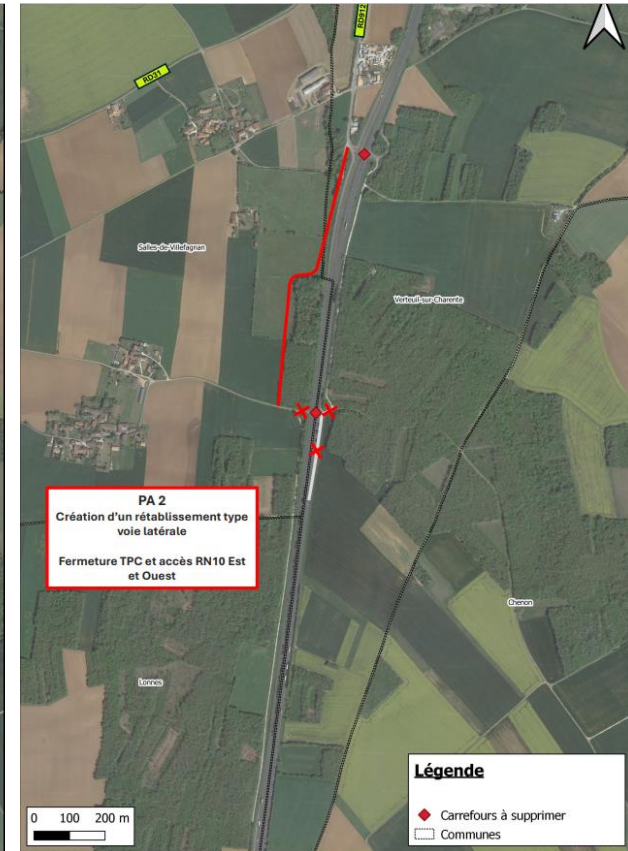 RD912
RD31
Salles-de-Villefagnan
Verteuil-sur-Charente
PA 2
Création d'un rétablissement type
voie latérale
Fermeture TPC et accès RN10 Est
et Ouest
Chenon
Lonnes
Légende
Carrefours à supprimer
Communes
0 100 200 m